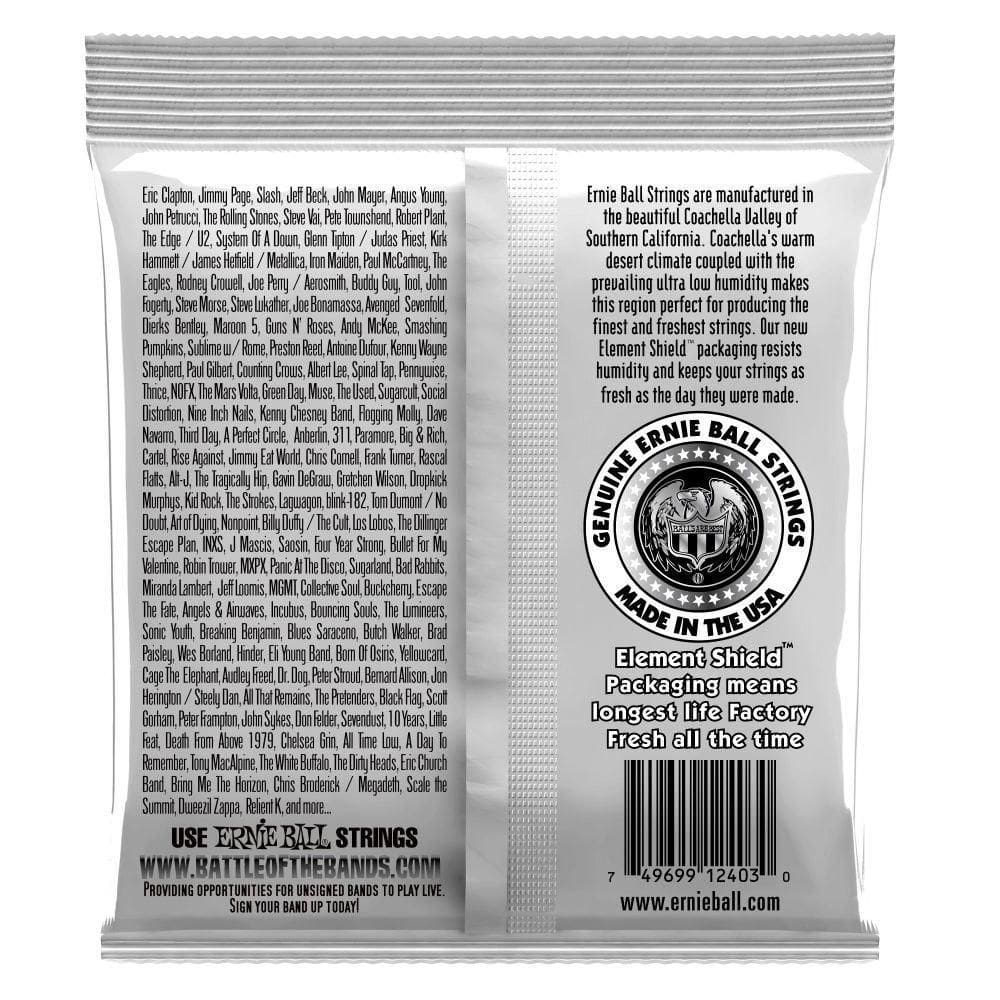 Eric Clapton, Jimmy Page, Slash, Jeff Beck, John Mayer, Angus Young,
John Petrucci, The Rolling Stones, Steve Vai, Pete Townshend, Robert Plant,
The Edge / U2, System Of A Down, Glenn Tipton / Judas Priest, Kirk
Hammett / James Hetfield / Metallica, Iron Maiden, Paul McCartney, The
Eagles, Rodney Crowell, Joe Perry / Aerosmith, Buddy Guy, Tool, John
Fogerty, Steve Morse, Steve Lukather, Joe Bonamassa, Avenged Sevenfold,
Dierks Bentley, Maroon 5, Guns N' Roses, Andy McKee, Smashing
Pumpkins, Sublime w/ Rome, Preston Reed, Antoine Dufour, Kenny Wayne
Shepherd, Paul Gilbert, Counting Crows, Albert Lee, Spinal Tap, Pennywise,
Thrice, NOFX, The Mars Volta, Green Day, Muse, The Used, Sugarcult, Social
Distortion, Nine Inch Nails, Kenny Chesney Band, Flogging Molly, Dave
Navarro, Third Day, A Perfect Circle, Anberlin, 311, Paramore, Big & Rich,
Cartel, Rise Against, Jimmy Eat World, Chris Cornell, Frank Turner, Rascal
Flatts, Alt-J, The Tragically Hip, Gavin DeGraw, Gretchen Wilson, Dropkick
Murphys, Kid Rock, The Strokes, Lagwagon, blink-182, Tom Dumont / No
Doubt, Art of Dying, Nonpoint, Billy Duffy / The Cult, Los Lobos, The Dillinger
Escape Plan, INXS, J Mascis, Saosin, Four Year Strong, Bullet For My
Valentine, Robin Trower, MXPX, Panic At The Disco, Sugarland, Bad Rabbits,
Miranda Lambert, Jeff Loomis, MGMT, Collective Soul, Buckcherry, Escape
The Fate, Angels & Airwaves, Incubus, Bouncing Souls, The Lumineers,
Sonic Youth, Breaking Benjamin, Blues Saraceno, Butch Walker, Brad
Paisley, Wes Borland, Hinder, Eli Young Band, Born Of Osiris, Yellowcard,
Cage The Elephant, Audley Freed, Dr. Dog, Peter Stroud, Bernard Allison, Jon
Herington / Steely Dan, All That Remains, The Pretenders, Black Flag, Scott
Gorham, Peter Frampton, John Sykes, Don Felder, Sevendust, 10 Years, Little
Feat, Death From Above 1979, Chelsea Grin, All Time Low, A Day To
Remember, Tony MacAlpine, The White Buffalo, The Dirty Heads, Eric Church
Band, Bring Me The Horizon, Chris Broderick / Megadeth, Scale the
Summit, Dweezil Zappa, Relient K, and more...
USE ERNIE BALL STRINGS
WWW.BATTLEOFTHEBANDS.COM
PROVIDING OPPORTUNITIES FOR UNSIGNED BANDS TO PLAY LIVE.
SIGN YOUR BAND UP TODAY!
Ernie Ball Strings are manufactured in
the beautiful Coachella Valley of
Southern California. Coachella's warm
desert climate coupled with the
prevailing ultra low humidity makes
this region perfect for producing the
finest and freshest strings. Our new
Element Shield™ packaging resists
humidity and keeps your strings as
fresh as the day they were made.
GENUINE ERNIE BALL STRINGS
BALLS ARE BEST
MADE IN THE USA
Element Shield™
Packaging means
longest life Factory
Fresh all the time
7 49699 12403 0
www.ernieball.com